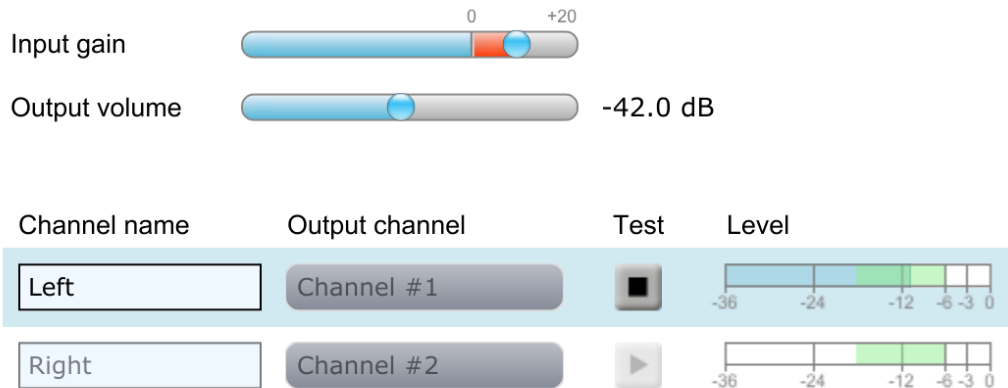 0 +20
Input gain
Output volume -42.0 dB
Channel name Output channel Test Level
Left Channel #1
-36 -24 -12 -6 -3 0
Right Channel #2
-36 -24 -12 -6 -3 0